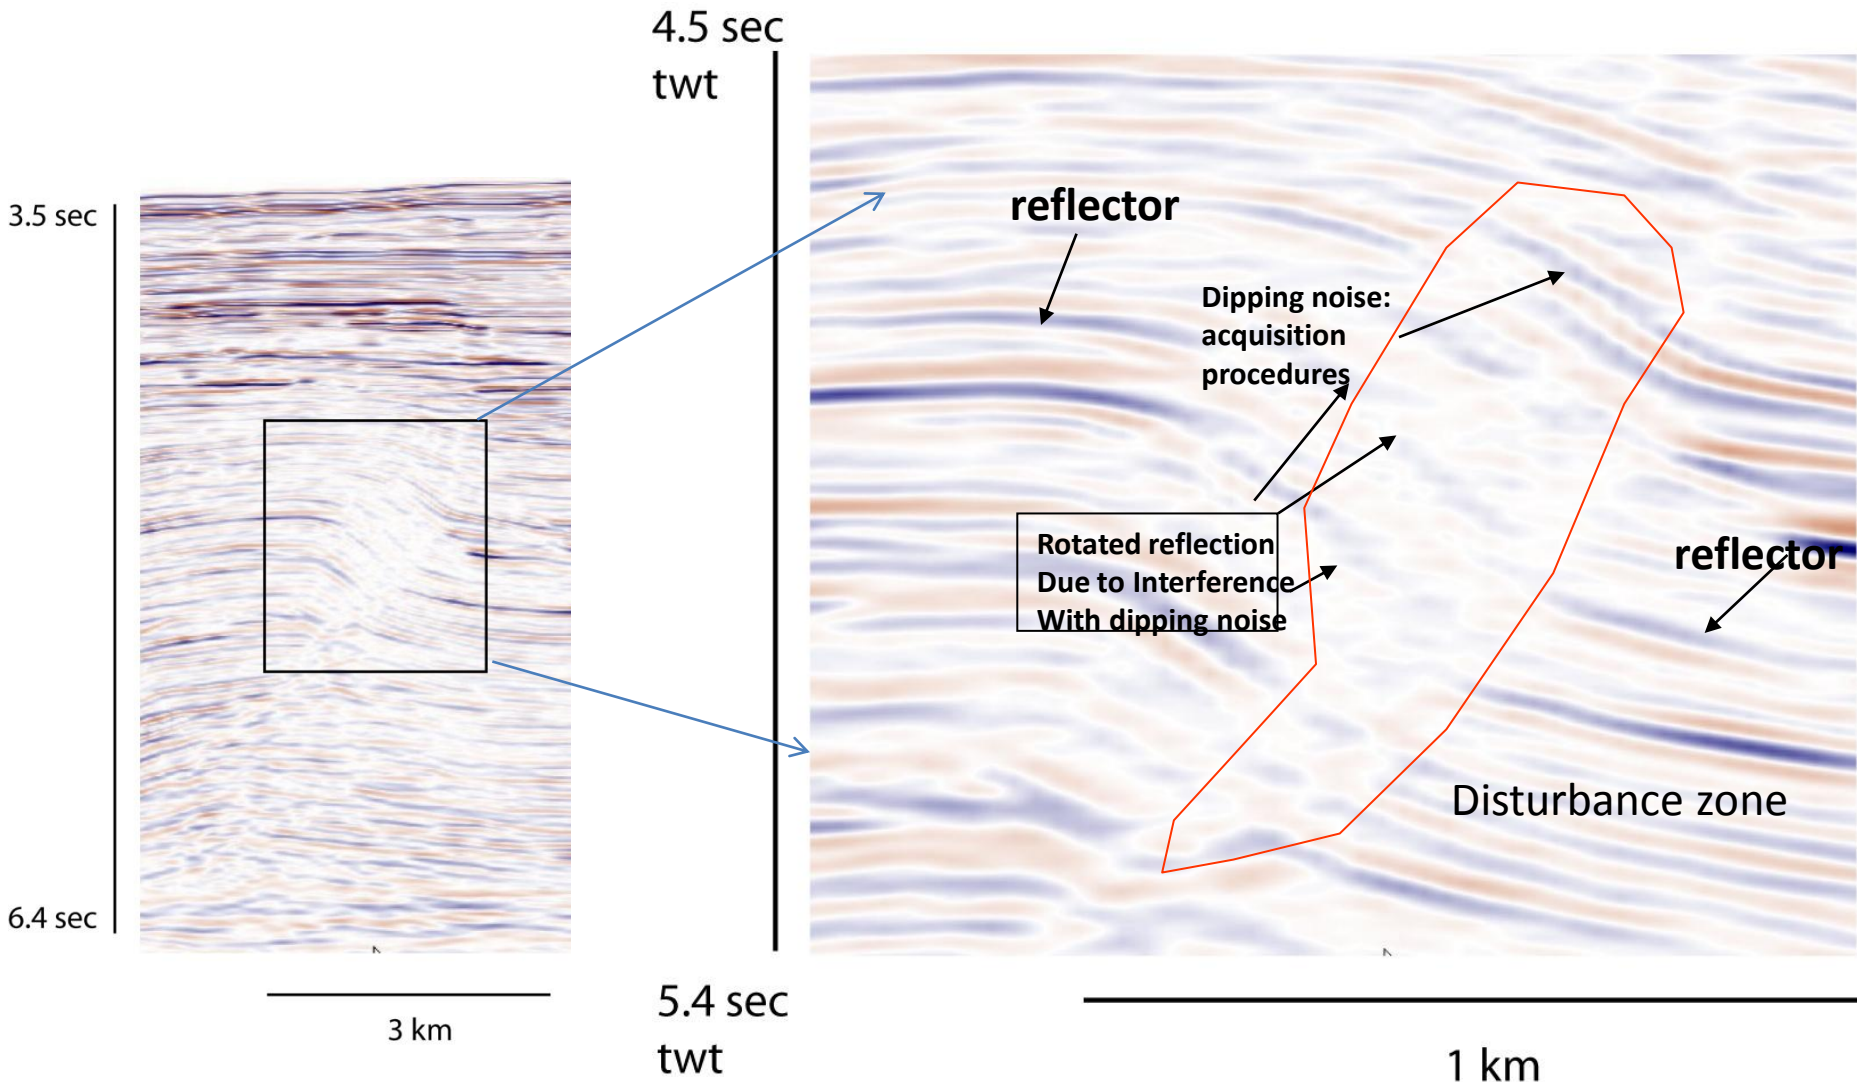 3.5 sec
6.4 sec
3 km
4.5 sec
twt
5.4 sec
twt
reflector
Dipping noise:
acquisition
procedures
Rotated reflection
Due to Interference
With dipping noise
reflector
Disturbance zone
1 km